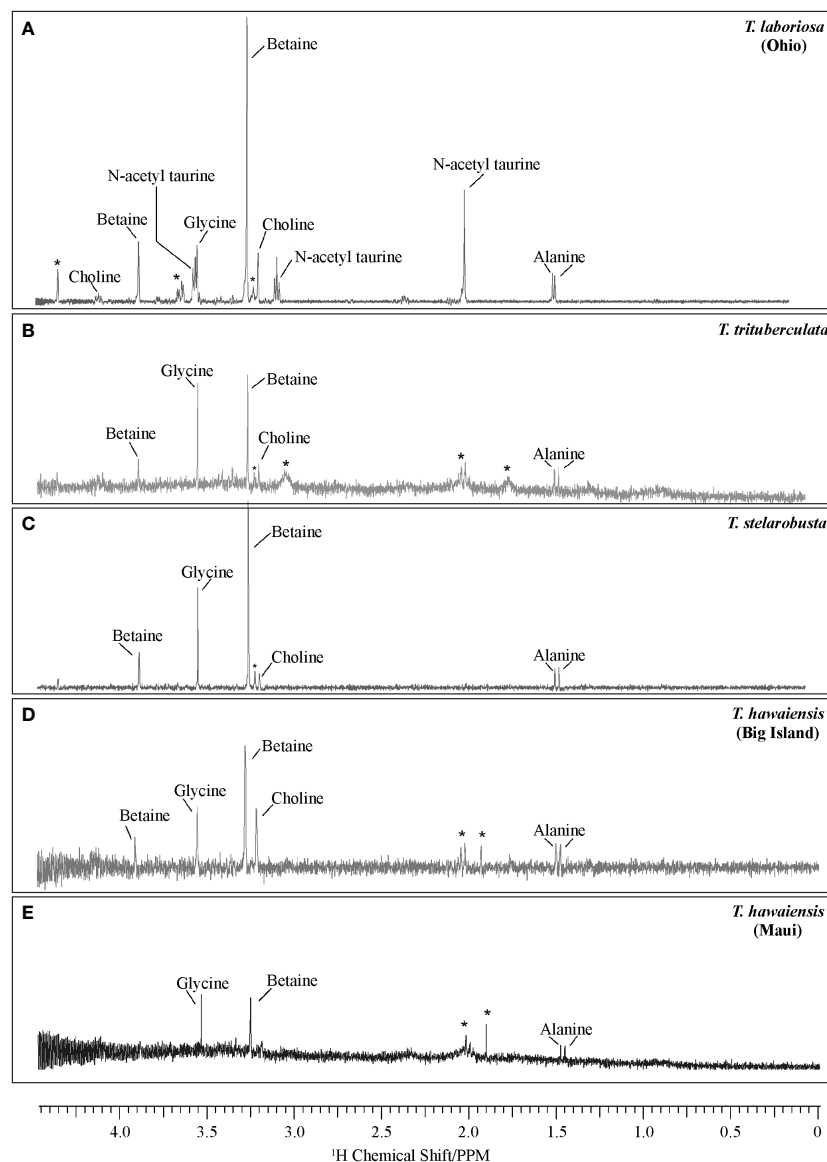 A
T. laboriosa
(Ohio)
Betaine
N-acetyl taurine
N-acetyl taurine
Betaine
Glycine
Choline
*
*
*
Choline
N-acetyl taurine
Alanine
B
T. trituberculata
Glycine
Betaine
Betaine
Choline
*
*
*
*
Alanine
C
T. stelarobusta
Betaine
Glycine
Betaine
*
Choline
Alanine
D
T. hawaiensis
(Big Island)
Betaine
Glycine
Choline
Betaine
*
*
Alanine
E
T. hawaiensis
(Maui)
Glycine
Betaine
*
*
Alanine
4.0 3.5 3.0 2.5 2.0 1.5 1.0 0.5 0
¹H Chemical Shift/PPM